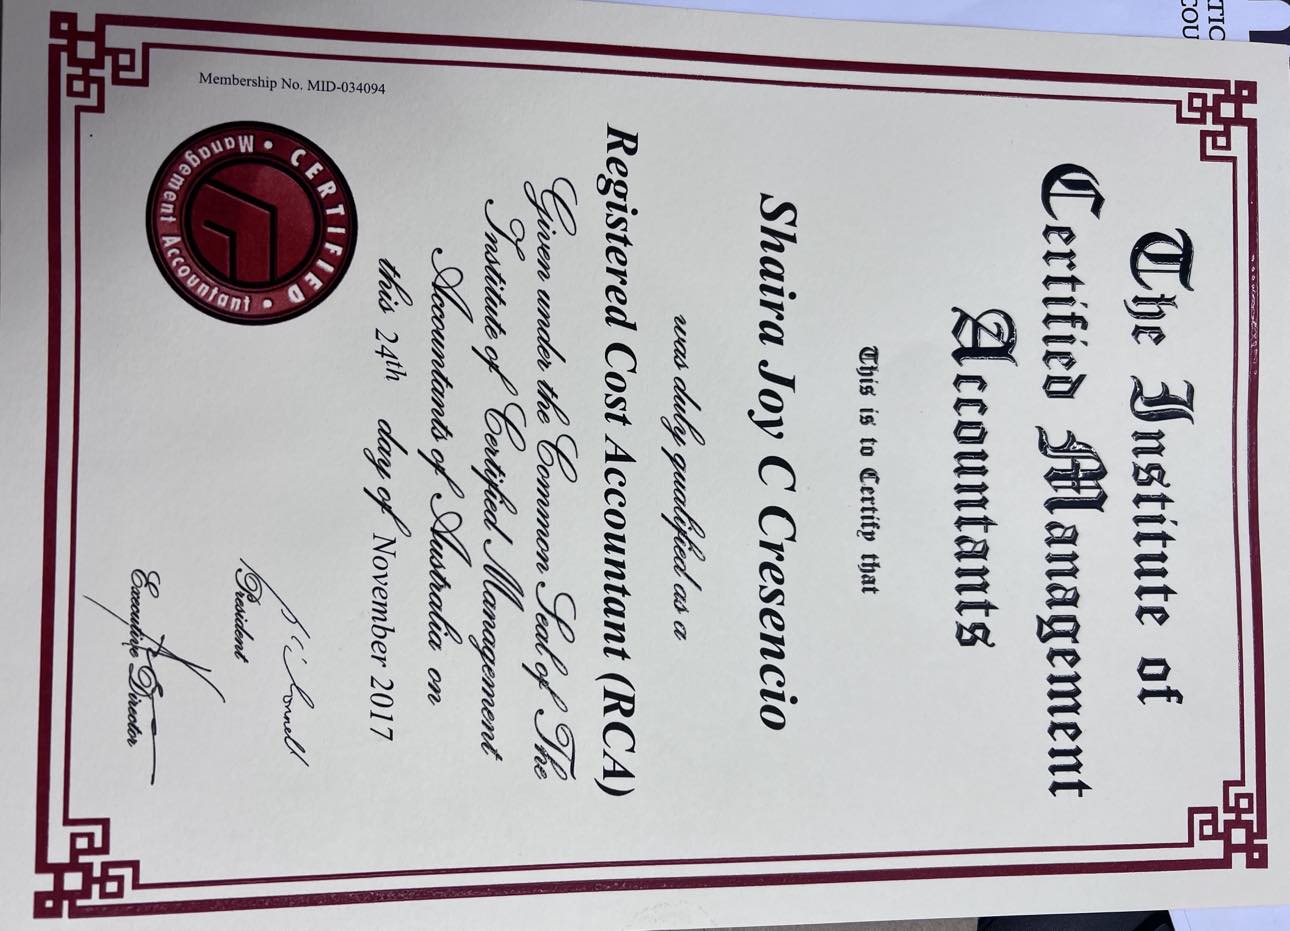 The Institute of
Certified Management
Accountants
This is to Certify that
Shaira Joy C Cresencio
was duly qualified as a
Registered Cost Accountant (RCA)
Given under the Common Seal of The
Institute of Certified Management
Accountants of Australia on
this 24th day of November 2017
President
Executive Director
CERTIFIED • Management Accountant •
Membership No. MID-034094
TIC
COU